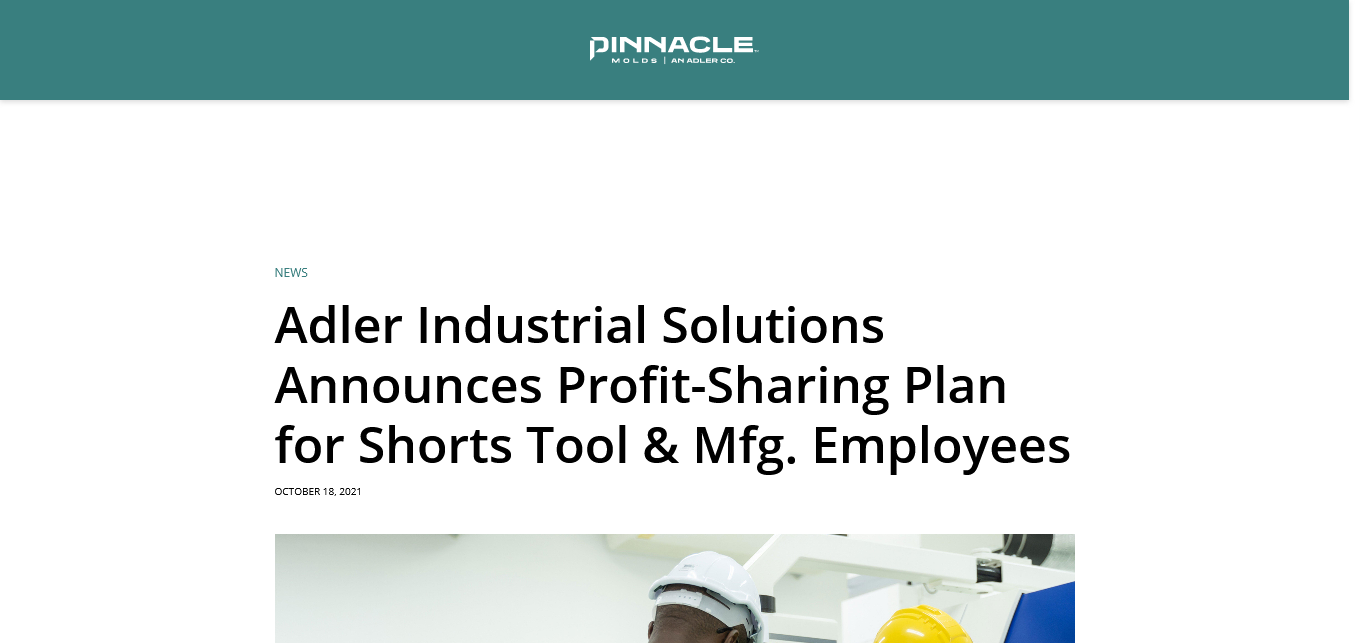 PINNACLE
MOLDS | AN ADLER CO.
NEWS
Adler Industrial Solutions
Announces Profit-Sharing Plan
for Shorts Tool & Mfg. Employees
OCTOBER 18, 2021